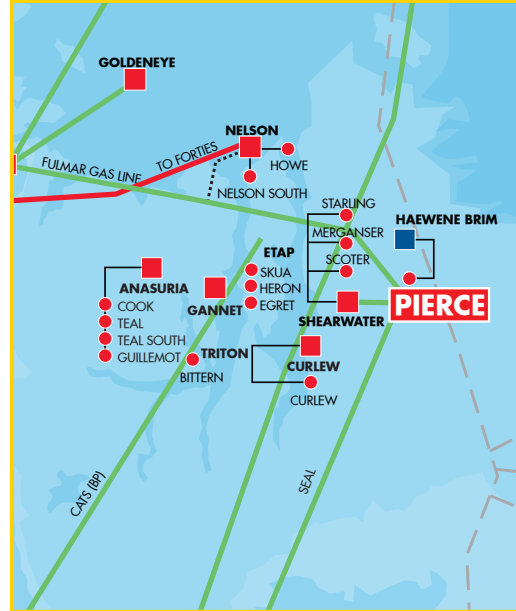 GOLDENEYE
NELSON
TO FORTIES
FULMAR GAS LINE
HOWE
NELSON SOUTH
STARLING
HAEWENE BRIM
MERGANSER
ETAP
SCOTER
SKUA
ANASURIA
HERON
COOK
GANNET
EGRET
SHEARWATER
PIERCE
TEAL
TEAL SOUTH
GUILLEMOT
TRITON
BITTERN
CURLEW
CURLEW
CATS (BP)
SEAL